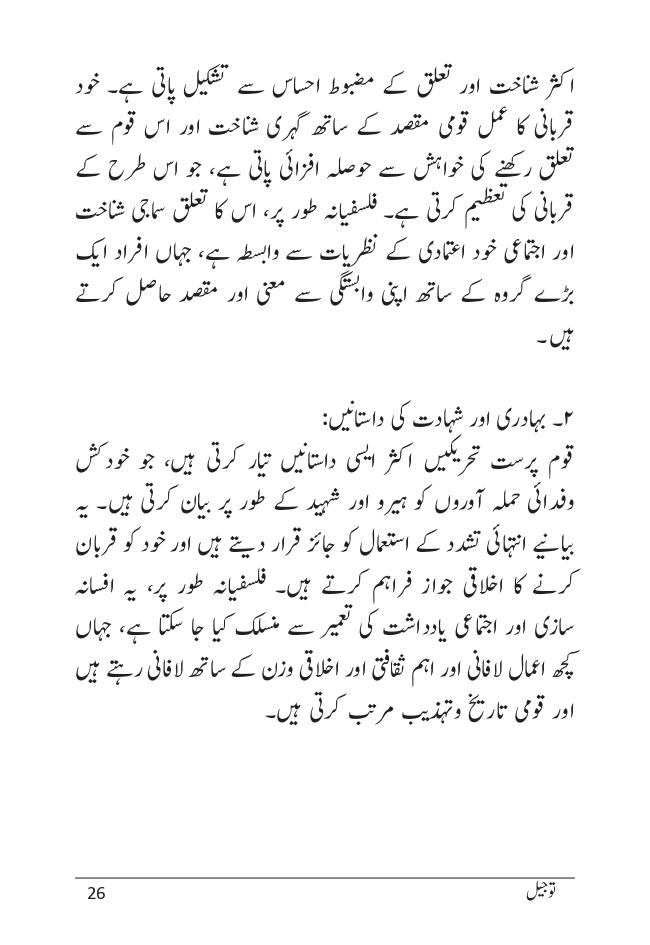 اکثر شناخت اور تعلق کے مضبوط احساس سے تشکیل پاتی ہے۔ خود
قربانی کا عمل قومی مقصد کے ساتھ گہری شناخت اور اس قوم سے
تعلق رکھنے کی خواہش سے حوصلہ افزائی پاتی ہے، جو اس طرح کے
قربانی کی تعظیم کرتی ہے۔ فلسفیانہ طور پر، اس کا تعلق سماجی شناخت
اور اجتماعی خود اعتمادی کے نظریات سے وابسطہ ہے، جہاں افراد ایک
بڑے گروہ کے ساتھ اپنی وابستگی سے معنی اور مقصد حاصل کرتے
ہیں۔
۲۔ بہادری اور شہادت کی داستانیں:
قوم پرست تحریکیں اکثر ایسی داستانیں تیار کرتی ہیں، جو خودکش
وفدائی حملہ آوروں کو ہیرو اور شہید کے طور پر بیان کرتی ہیں۔ یہ
بیانیے انتہائی تشدد کے استعمال کو جائز قرار دیتے ہیں اور خود کو قربان
کرنے کا اخلاقی جواز فراہم کرتے ہیں۔ فلسفیانہ طور پر، یہ افسانہ
سازی اور اجتماعی یادداشت کی تعمیر سے منسلک کیا جا سکتا ہے، جہاں
کچھ اعمال لافانی اور اہم ثقافتی اور اخلاقی وزن کے ساتھ لافانی رہتے ہیں
اور قومی تاریخ وتہذیب مرتب کرتی ہیں۔
توجیل 26